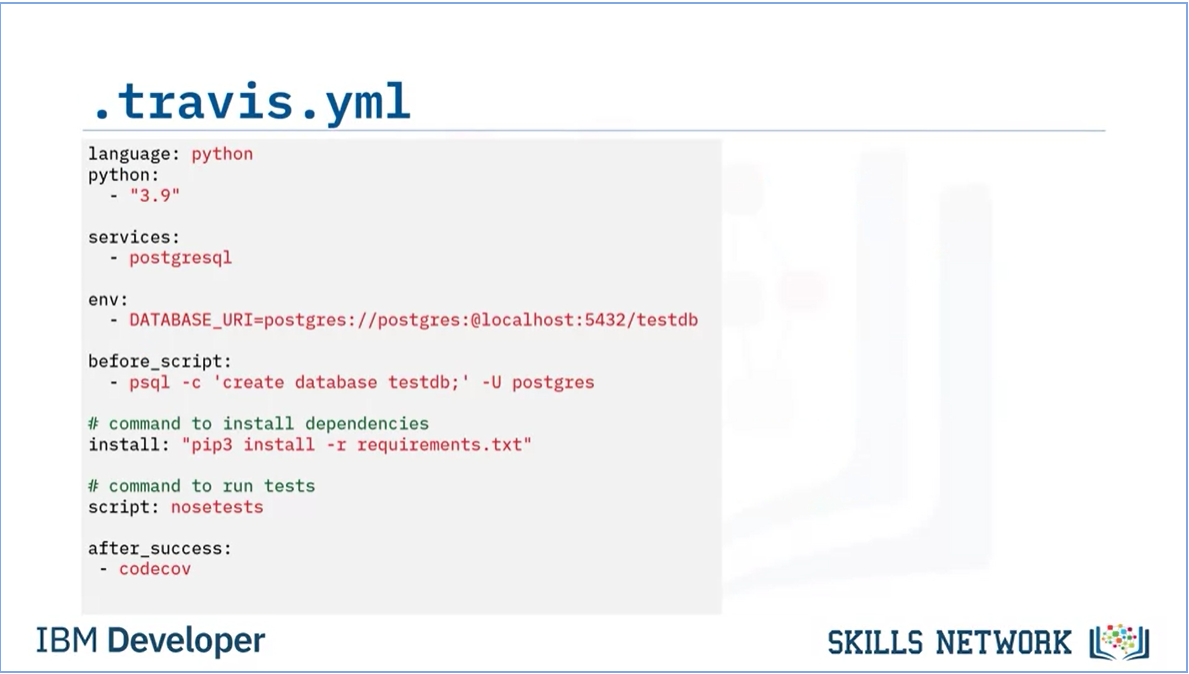 .travis.yml
language: python
python:
  - "3.9"

services:
  - postgresql

env:
  - DATABASE_URI=postgres://postgres:@localhost:5432/testdb

before_script:
  - psql -c 'create database testdb;' -U postgres

# command to install dependencies
install: "pip3 install -r requirements.txt"

# command to run tests
script: nosetests

after_success:
 - codecov
IBM Developer
SKILLS NETWORK